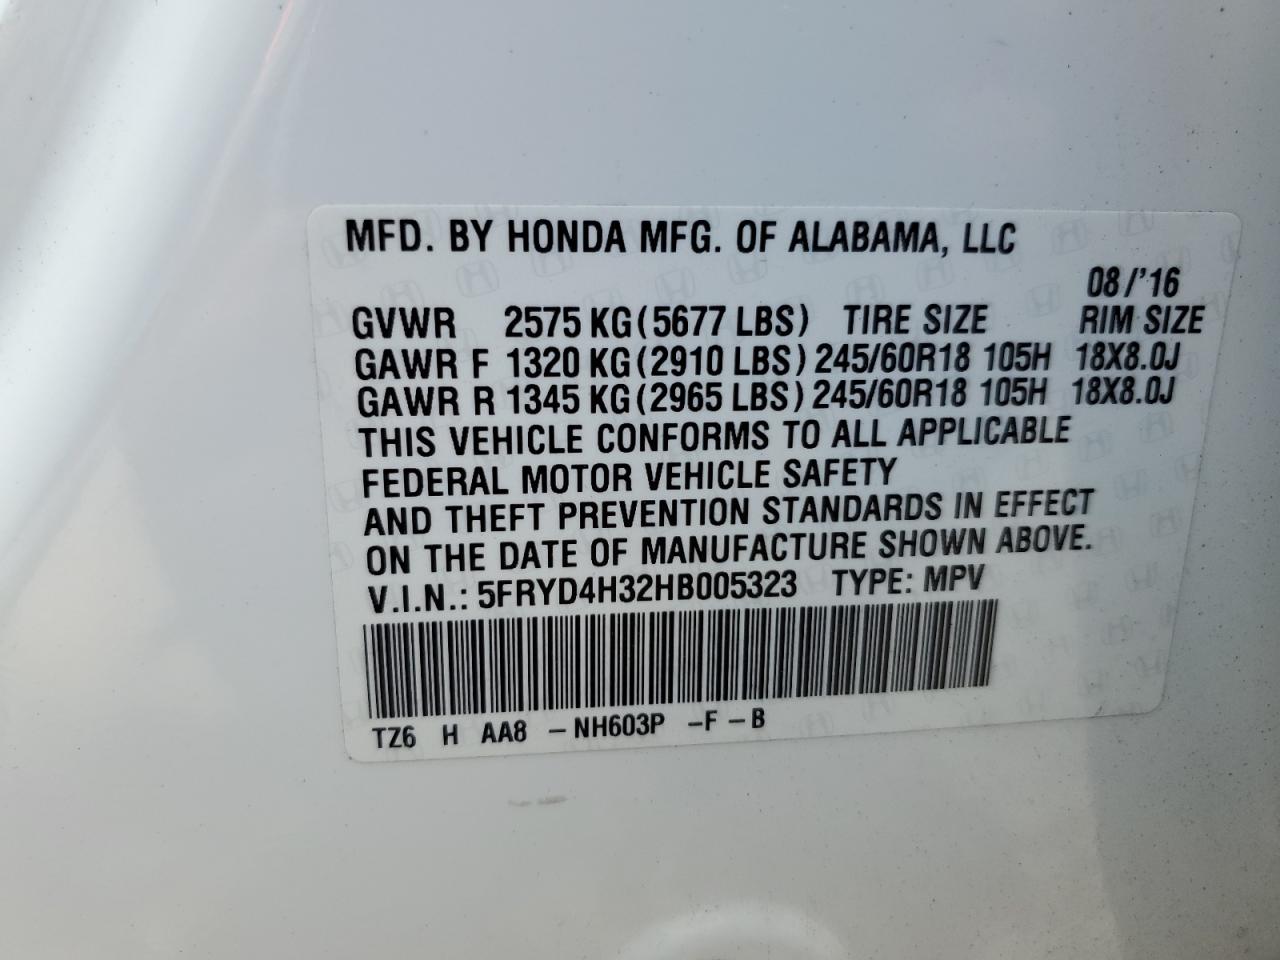 MFD. BY HONDA MFG. OF ALABAMA, LLC
08/'16
GVWR 2575 KG (5677 LBS) TIRE SIZE RIM SIZE
GAWR F 1320 KG (2910 LBS) 245/60R18 105H 18X8.0J
GAWR R 1345 KG (2965 LBS) 245/60R18 105H 18X8.0J
THIS VEHICLE CONFORMS TO ALL APPLICABLE
FEDERAL MOTOR VEHICLE SAFETY
AND THEFT PREVENTION STANDARDS IN EFFECT
ON THE DATE OF MANUFACTURE SHOWN ABOVE.
V.I.N.: 5FRYD4H32HB005323 TYPE: MPV
TZ6 H AA8 -NH603P -F-B